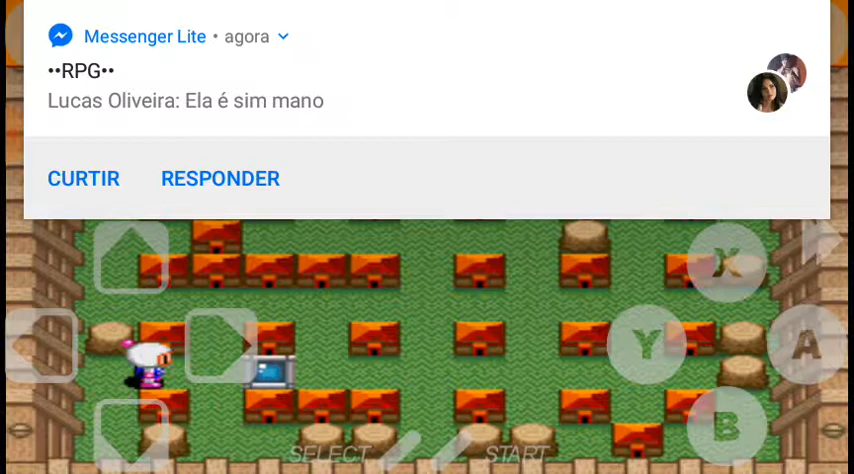 Messenger Lite • agora
••RPG••
Lucas Oliveira: Ela é sim mano
CURTIR RESPONDER
X
Y A
B
SELECT START